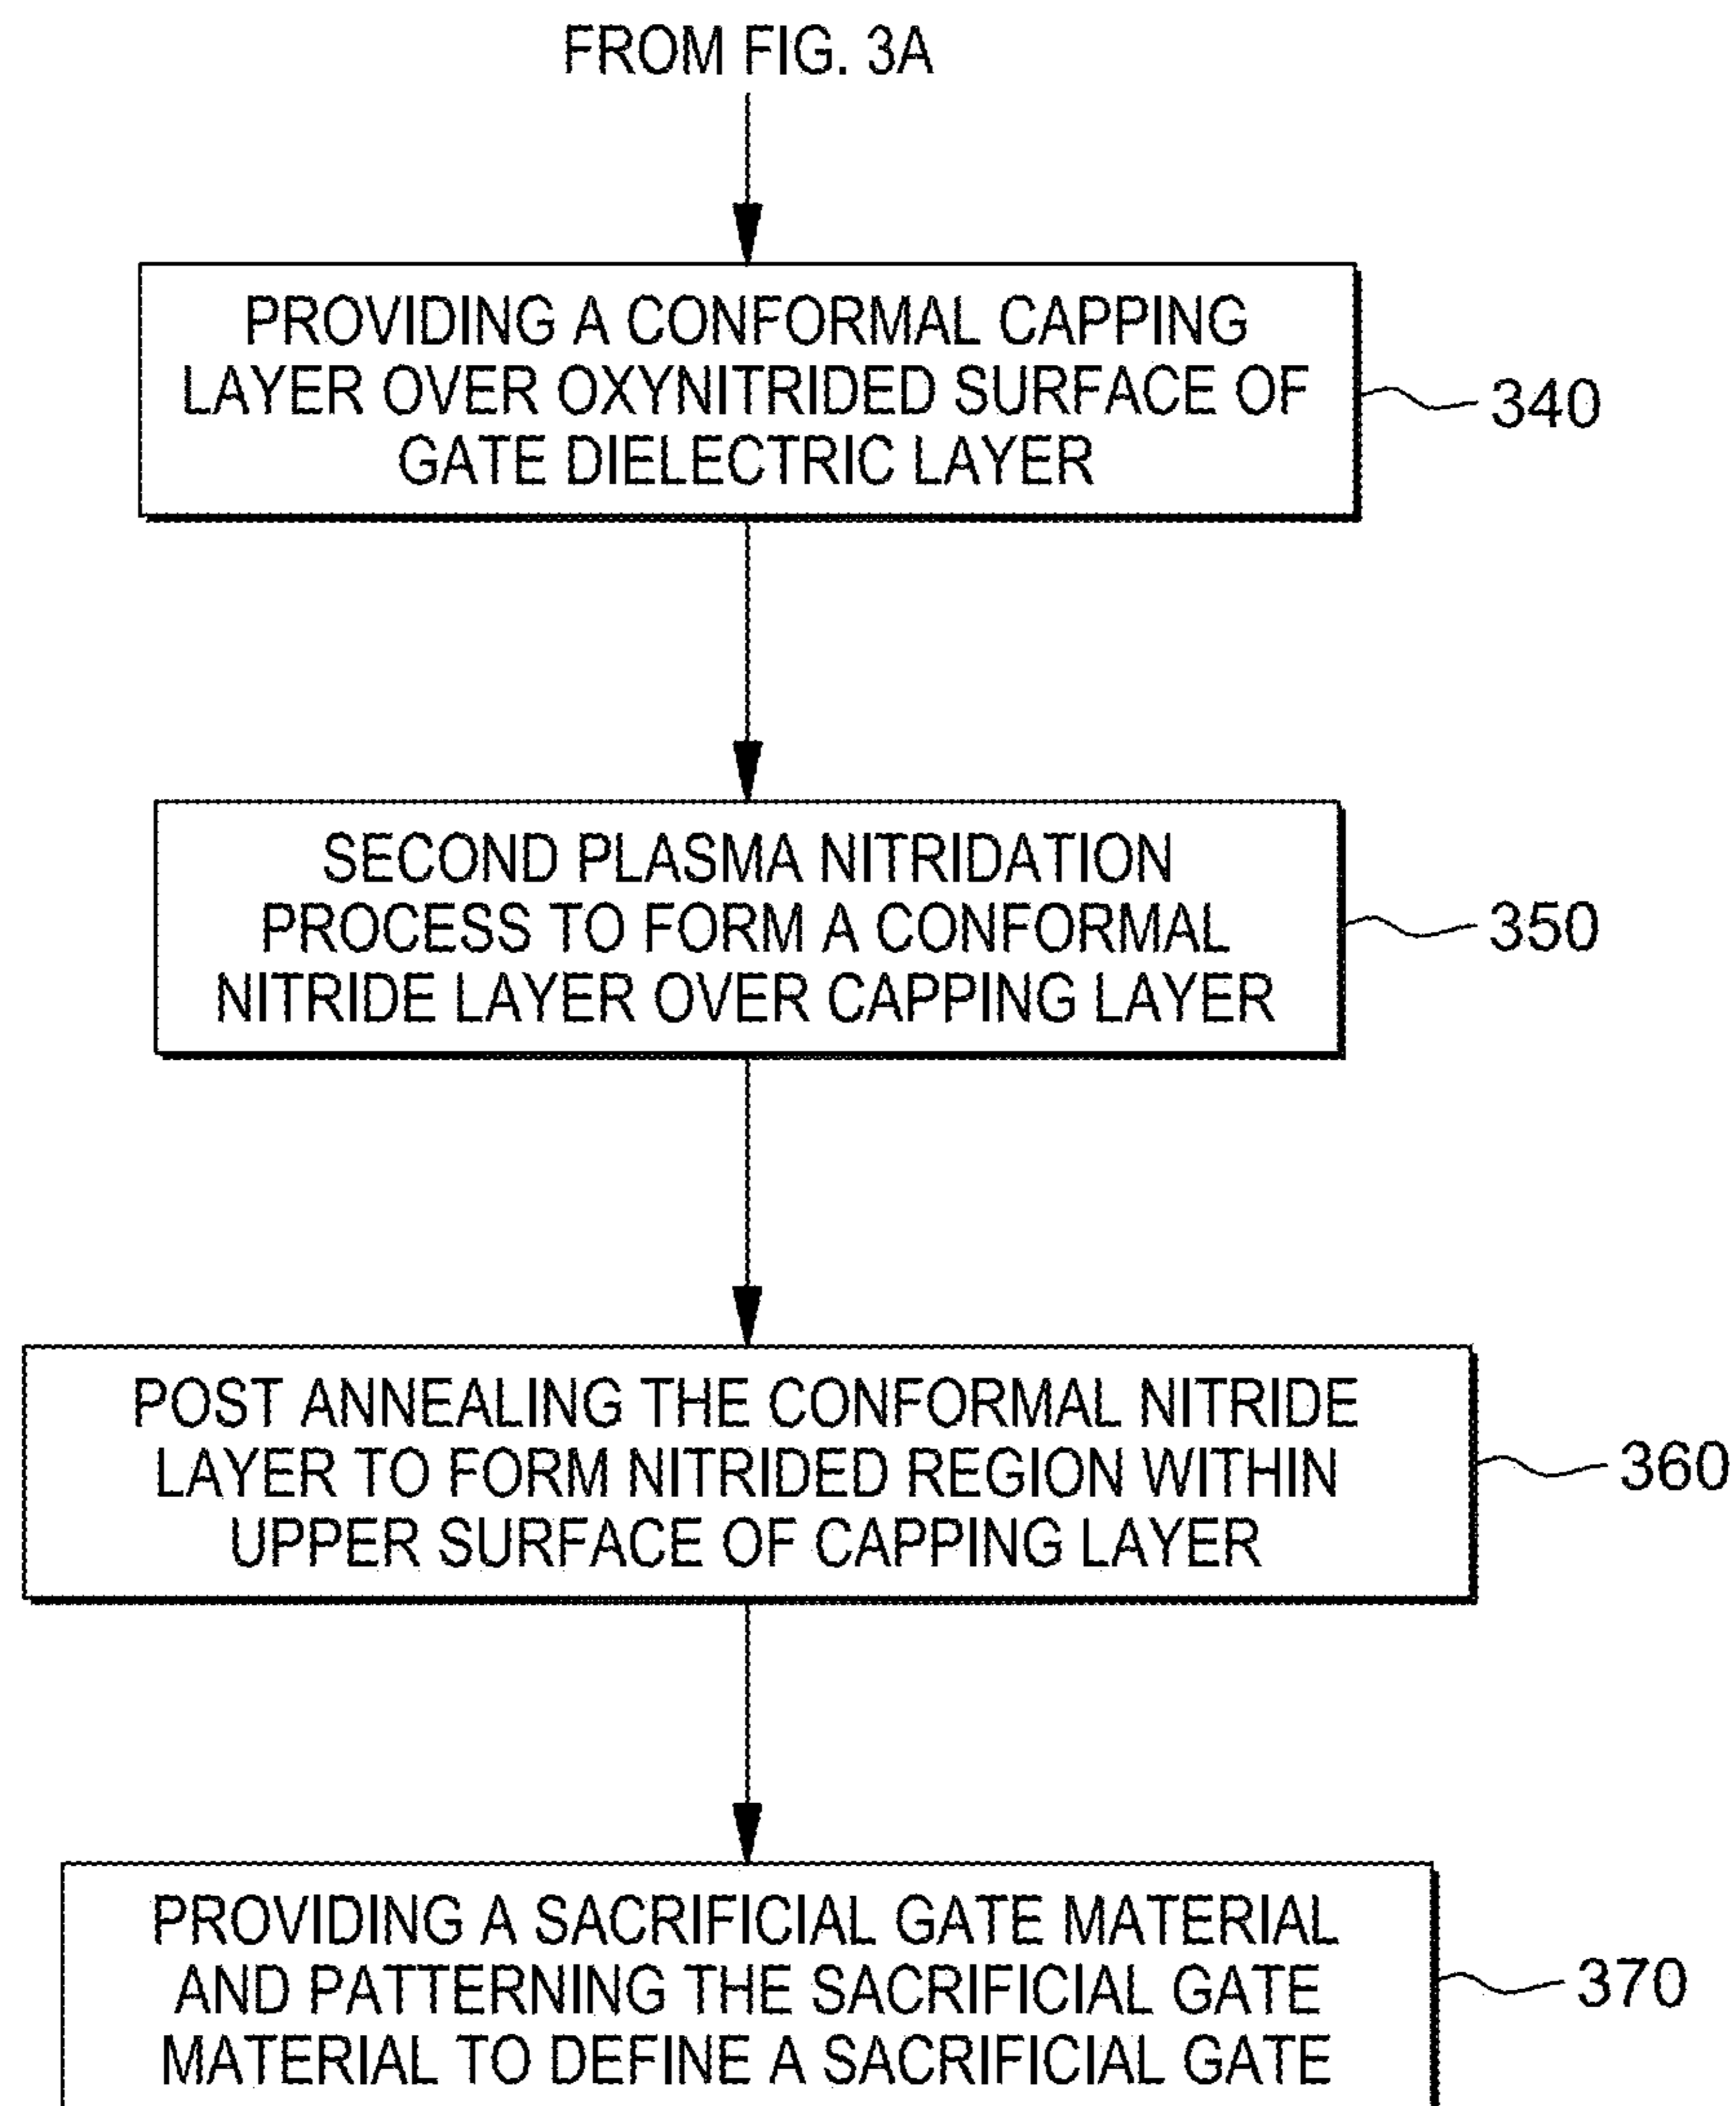 FROM FIG. 3A
PROVIDING A CONFORMAL CAPPING
LAYER OVER OXYNITRIDED SURFACE OF
GATE DIELECTRIC LAYER
340
SECOND PLASMA NITRIDATION
PROCESS TO FORM A CONFORMAL
NITRIDE LAYER OVER CAPPING LAYER
350
POST ANNEALING THE CONFORMAL NITRIDE
LAYER TO FORM NITRIDED REGION WITHIN
UPPER SURFACE OF CAPPING LAYER
360
PROVIDING A SACRIFICIAL GATE MATERIAL
AND PATTERNING THE SACRIFICIAL GATE
MATERIAL TO DEFINE A SACRIFICIAL GATE
370